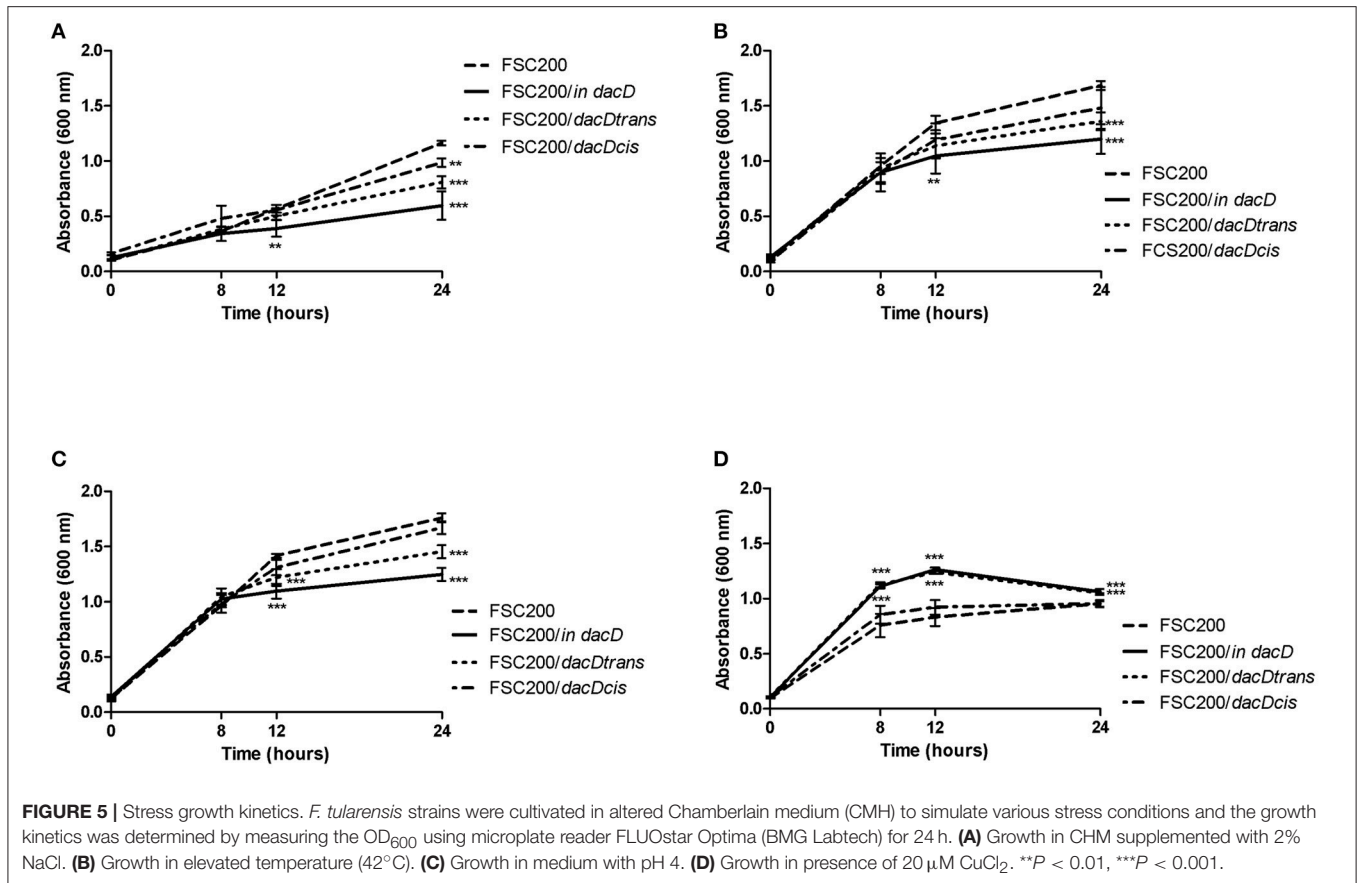 A
2.0
1.5
1.0
0.5
0.0
Absorbance (600 nm)
0 8 12 24
Time (hours)
**
**
***
***
FSC200
FSC200/in dacD
FSC200/dacDtrans
FSC200/dacDcis
B
2.0
1.5
1.0
0.5
0.0
Absorbance (600 nm)
0 8 12 24
Time (hours)
**
***
***
FSC200
FSC200/in dacD
FSC200/dacDtrans
FCS200/dacDcis
C
2.0
1.5
1.0
0.5
0.0
Absorbance (600 nm)
0 8 12 24
Time (hours)
***
***
***
***
FSC200
FSC200/in dacD
FSC200/dacDtrans
FSC200/dacDcis
D
2.0
1.5
1.0
0.5
0.0
Absorbance (600 nm)
0 8 12 24
Time (hours)
***
***
***
***
***
***
FSC200
FSC200/in dacD
FSC200/dacDtrans
FSC200/dacDcis
FIGURE 5 | Stress growth kinetics. F. tularensis strains were cultivated in altered Chamberlain medium (CMH) to simulate various stress conditions and the growth
kinetics was determined by measuring the OD600 using microplate reader FLUOstar Optima (BMG Labtech) for 24 h. (A) Growth in CHM supplemented with 2%
NaCl. (B) Growth in elevated temperature (42°C). (C) Growth in medium with pH 4. (D) Growth in presence of 20 μM CuCl2. **P < 0.01, ***P < 0.001.